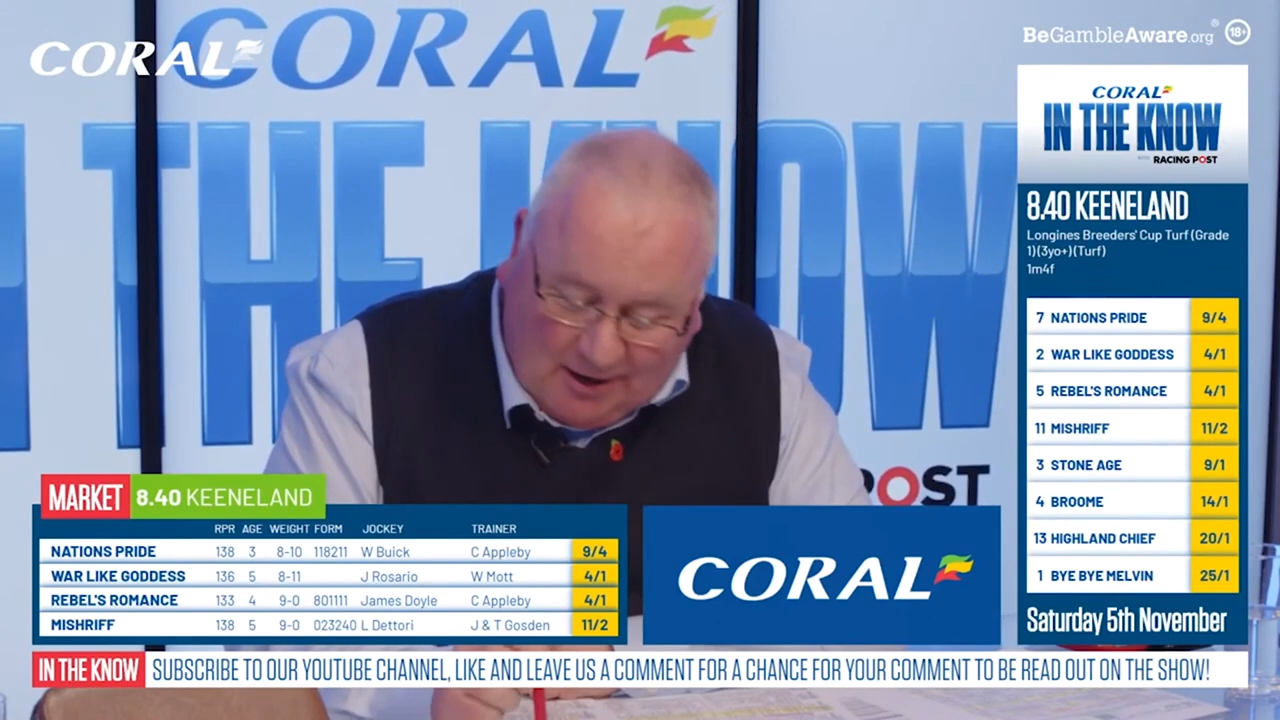 CORAL
CORAL
THE KNOW
POST
BeGambleAware.org® 18+
CORAL
IN THE KNOW
WITH RACING POST
8.40 KEENELAND
Longines Breeders' Cup Turf (Grade
1)(3yo+)(Turf)
1m4f
7 NATIONS PRIDE 9/4
2 WAR LIKE GODDESS 4/1
5 REBEL'S ROMANCE 4/1
11 MISHRIFF 11/2
3 STONE AGE 9/1
4 BROOME 14/1
13 HIGHLAND CHIEF 20/1
1 BYE BYE MELVIN 25/1
Saturday 5th November
MARKET 8.40 KEENELAND
RPR AGE WEIGHT FORM JOCKEY TRAINER
NATIONS PRIDE 138 3 8-10 118211 W Buick C Appleby 9/4
WAR LIKE GODDESS 136 5 8-11 J Rosario W Mott 4/1
REBEL'S ROMANCE 133 4 9-0 801111 James Doyle C Appleby 4/1
MISHRIFF 138 5 9-0 023240 L Dettori J & T Gosden 11/2
CORAL
IN THE KNOW SUBSCRIBE TO OUR YOUTUBE CHANNEL, LIKE AND LEAVE US A COMMENT FOR A CHANCE FOR YOUR COMMENT TO BE READ OUT ON THE SHOW!